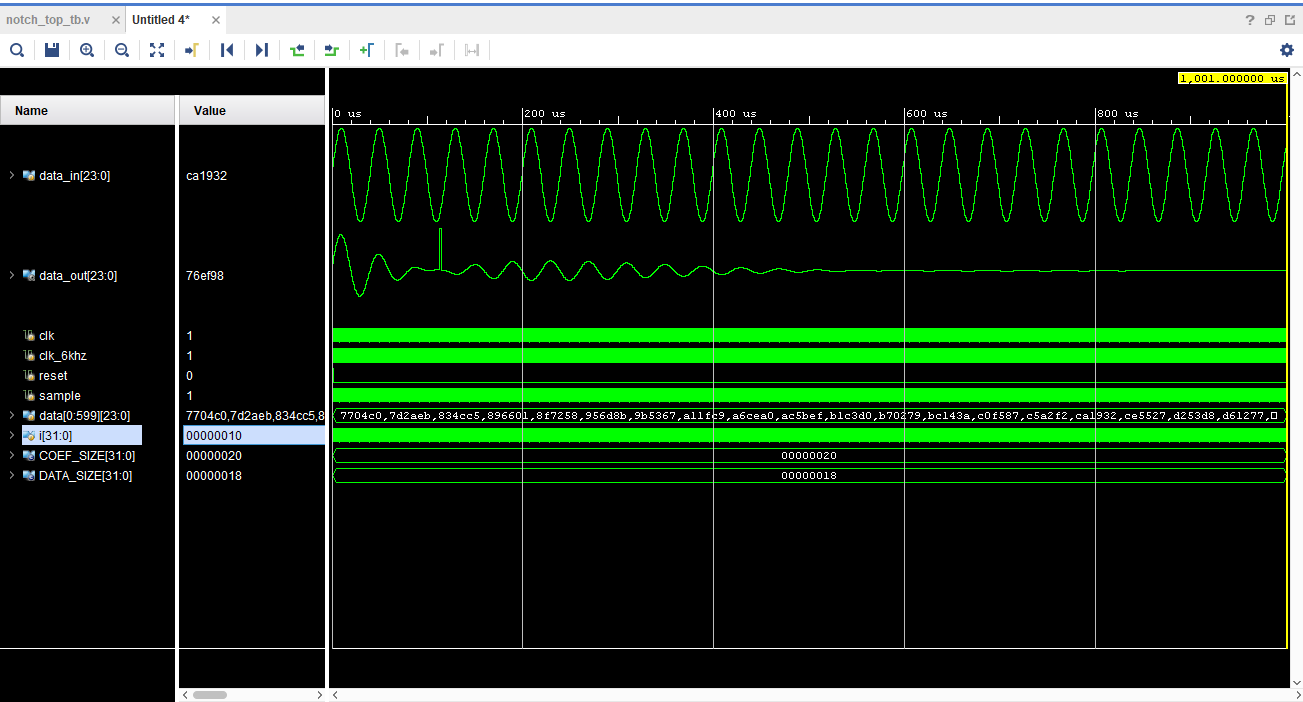 notch_top_tb.v × Untitled 4* ×
?
1,001.000000 us
Name Value
0 us 200 us 400 us 600 us 800 us
data_in[23:0] ca1932
data_out[23:0] 76ef98
clk 1
clk_6khz 1
reset 0
sample 1
data[0:599][23:0] 7704c0,7d2aeb,834cc5,8 7704c0,7d2aeb,834cc5,896601,8f7258,956d8b,9b5367,a11fc9,a6cea0,ac5bef,b1c3d0,b70279,bc143a,c0f587,c5a2f2,ca1932,ce5527,d253d8,d61277,
i[31:0] 00000010
COEF_SIZE[31:0] 00000020 00000020
DATA_SIZE[31:0] 00000018 00000018